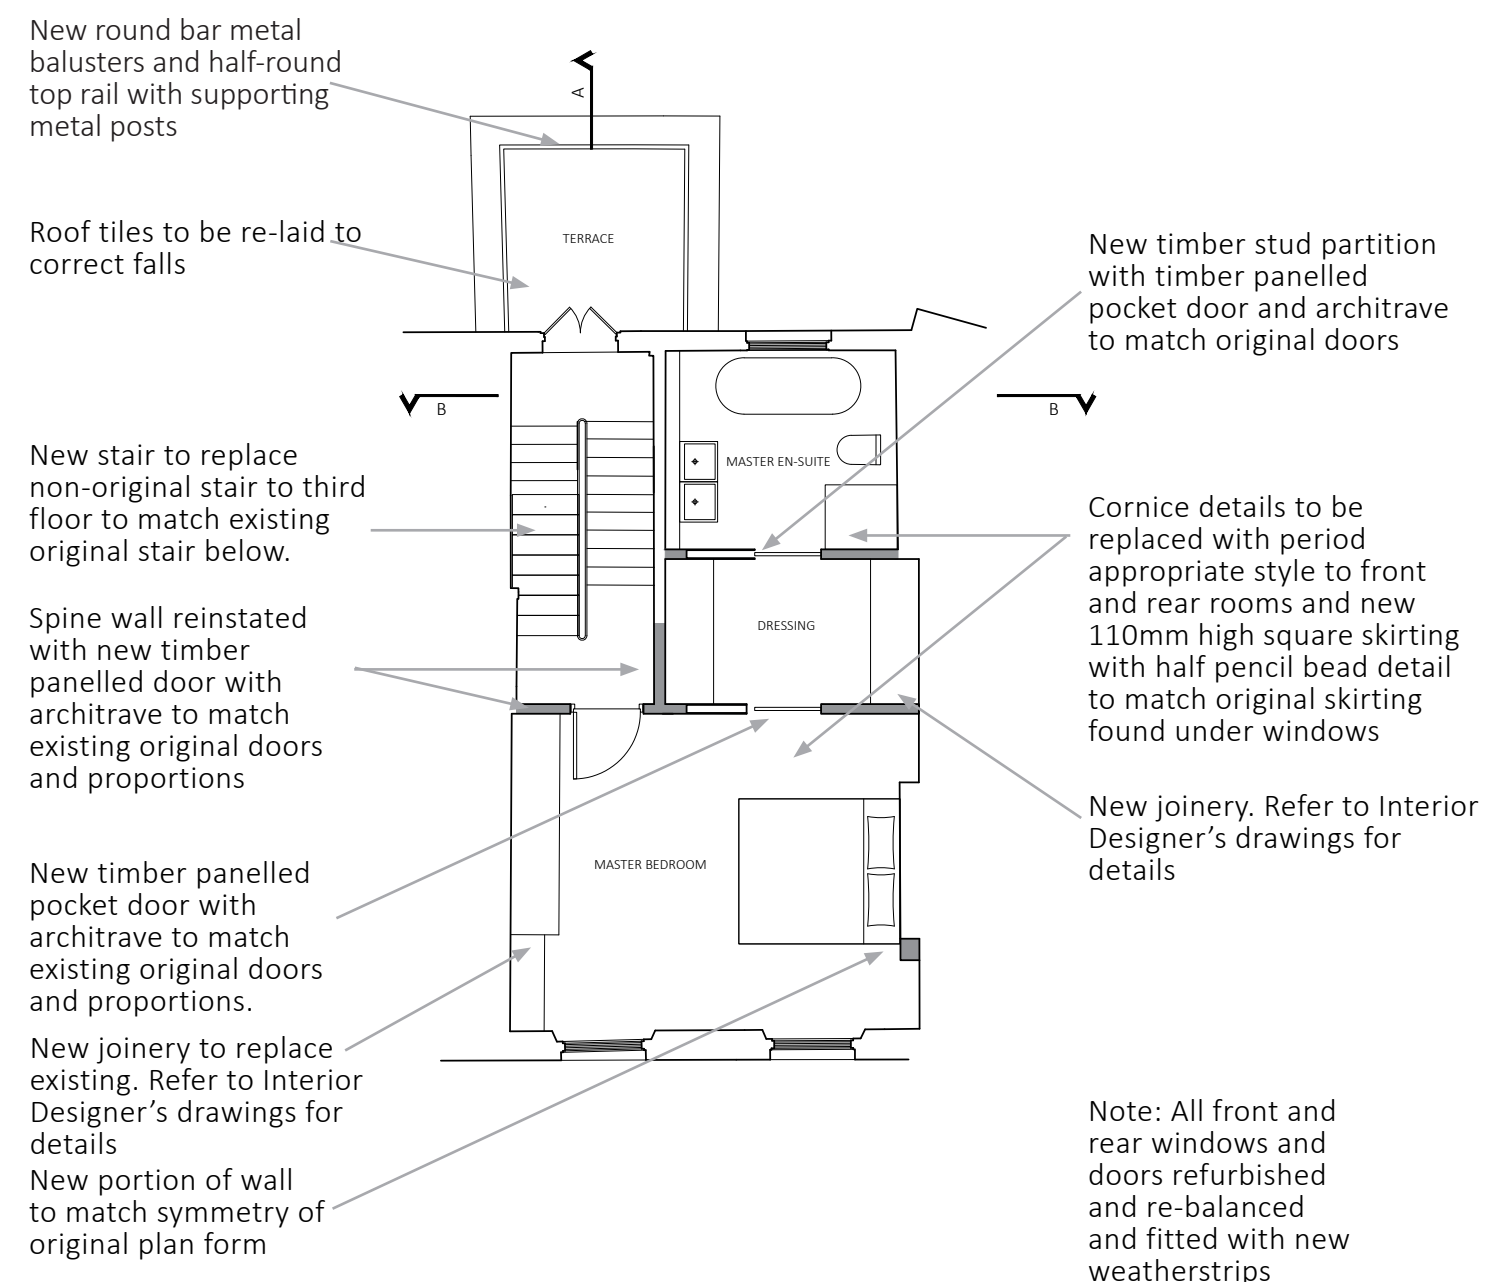 New round bar metal
balusters and half-round
top rail with supporting
metal posts
A
TERRACE
Roof tiles to be re-laid to
correct falls
New timber stud partition
with timber panelled
pocket door and architrave
to match original doors
B
B
New stair to replace
non-original stair to third
floor to match existing
original stair below.
MASTER EN-SUITE
Cornice details to be
replaced with period
appropriate style to front
and rear rooms and new
110mm high square skirting
with half pencil bead detail
to match original skirting
found under windows
Spine wall reinstated
with new timber
panelled door with
architrave to match
existing original doors
and proportions
DRESSING
New joinery. Refer to Interior
Designer’s drawings for
details
MASTER BEDROOM
New timber panelled
pocket door with
architrave to match
existing original doors
and proportions.
New joinery to replace
existing. Refer to Interior
Designer’s drawings for
details
New portion of wall
to match symmetry of
original plan form
Note: All front and
rear windows and
doors refurbished
and re-balanced
and fitted with new
weatherstrips